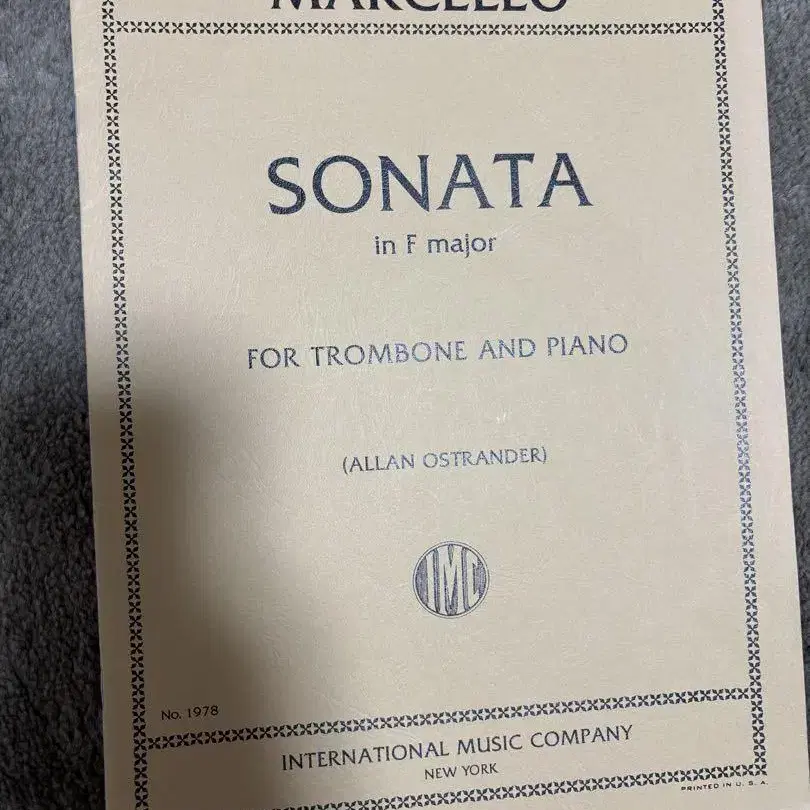 MARCELLO
SONATA
in F major
FOR TROMBONE AND PIANO
(ALLAN OSTRANDER)
IMC
No. 1978
INTERNATIONAL MUSIC COMPANY
NEW YORK
PRINTED IN U. S. A.